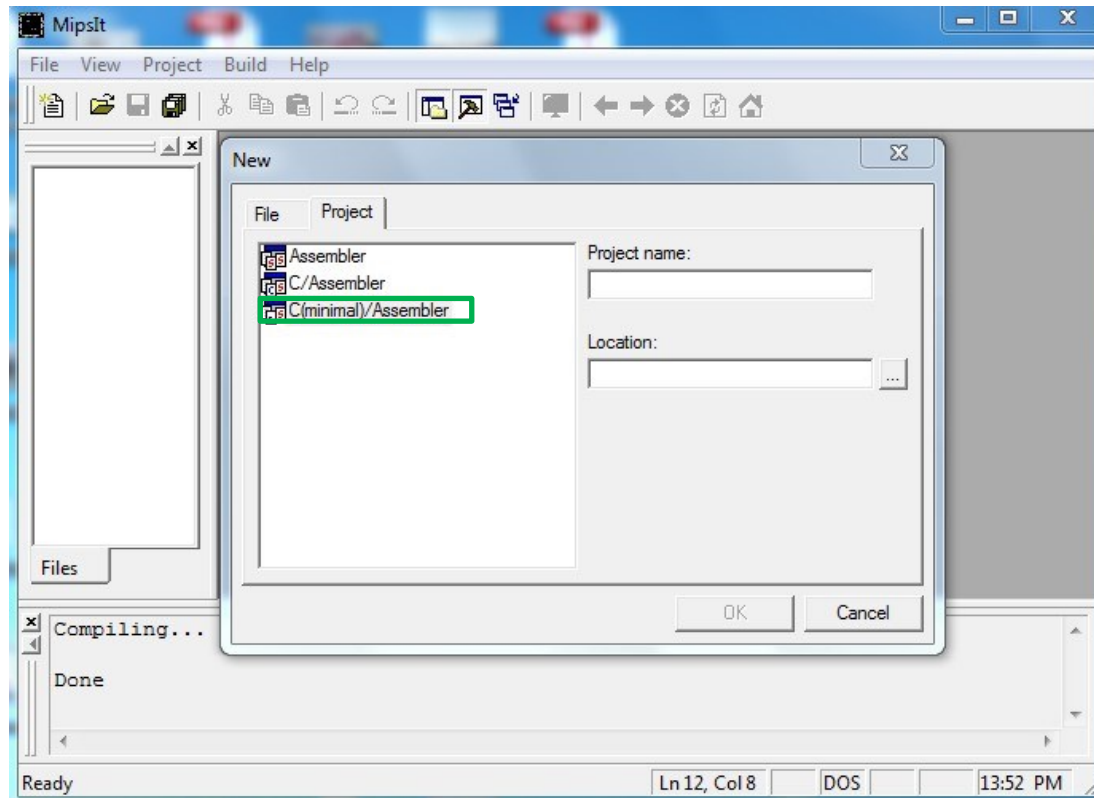 MipsIt
File View Project Build Help
New
File Project
Assembler
C/Assembler
C(minimal)/Assembler
Project name:
Location:
...
OK Cancel
Files
Compiling...
Done
Ready Ln 12, Col 8 DOS 13:52 PM